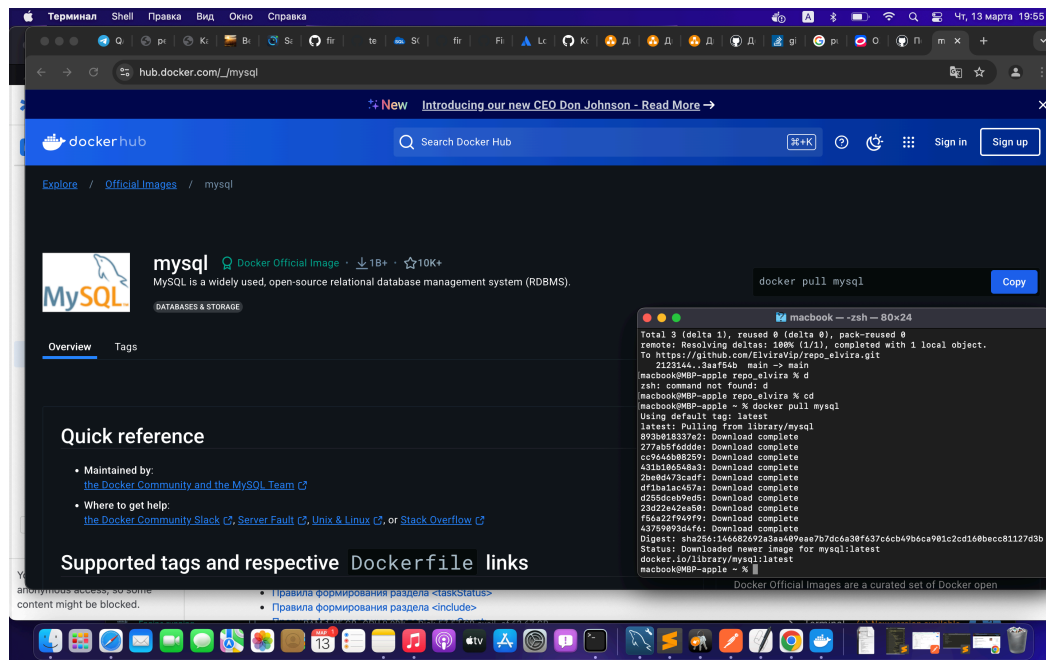 Терминал Shell Правка Вид Окно Справка
A
Чт, 13 марта 19:55
hub.docker.com/_/mysql
New Introducing our new CEO Don Johnson - Read More →
dockerhub
Search Docker Hub
⌘+K
Sign in
Sign up
Explore / Official Images / mysql
mysql Docker Official Image · 1B+ · 10K+
MySQL is a widely used, open-source relational database management system (RDBMS).
DATABASES & STORAGE
MySQL
docker pull mysql
Copy
Overview Tags
Quick reference
• Maintained by:
the Docker Community and the MySQL Team
• Where to get help:
the Docker Community Slack, Server Fault, Unix & Linux, or Stack Overflow
Supported tags and respective Dockerfile links
macbook — -zsh — 80×24
Total 3 (delta 1), reused 0 (delta 0), pack-reused 0
remote: Resolving deltas: 100% (1/1), completed with 1 local object.
To https://github.com/ElviraVip/repo_elvira.git
2123144..3aaf54b main -> main
macbook@MBP-apple repo_elvira % d
zsh: command not found: d
macbook@MBP-apple repo_elvira % cd
macbook@MBP-apple ~ % docker pull mysql
Using default tag: latest
latest: Pulling from library/mysql
893b018337e2: Download complete
277ab5f6ddde: Download complete
cc9646b08259: Download complete
431b106548a3: Download complete
2be0d473cadf: Download complete
df1ba1ac457a: Download complete
d255dceb9ed5: Download complete
23d22e42ea50: Download complete
f56a22f949f9: Download complete
43759093d4f6: Download complete
Digest: sha256:146682692a3aa409eae7b7dc6a30f637c6cb49b6ca901c2cd160becc81127d3b
Status: Downloaded newer image for mysql:latest
docker.io/library/mysql:latest
macbook@MBP-apple ~ %
Docker Official Images are a curated set of Docker open
anonymous access, so some
content might be blocked.
• Правила формирования раздела <taskStatus>
• Правила формирования раздела <include>
МАР.
13
tv